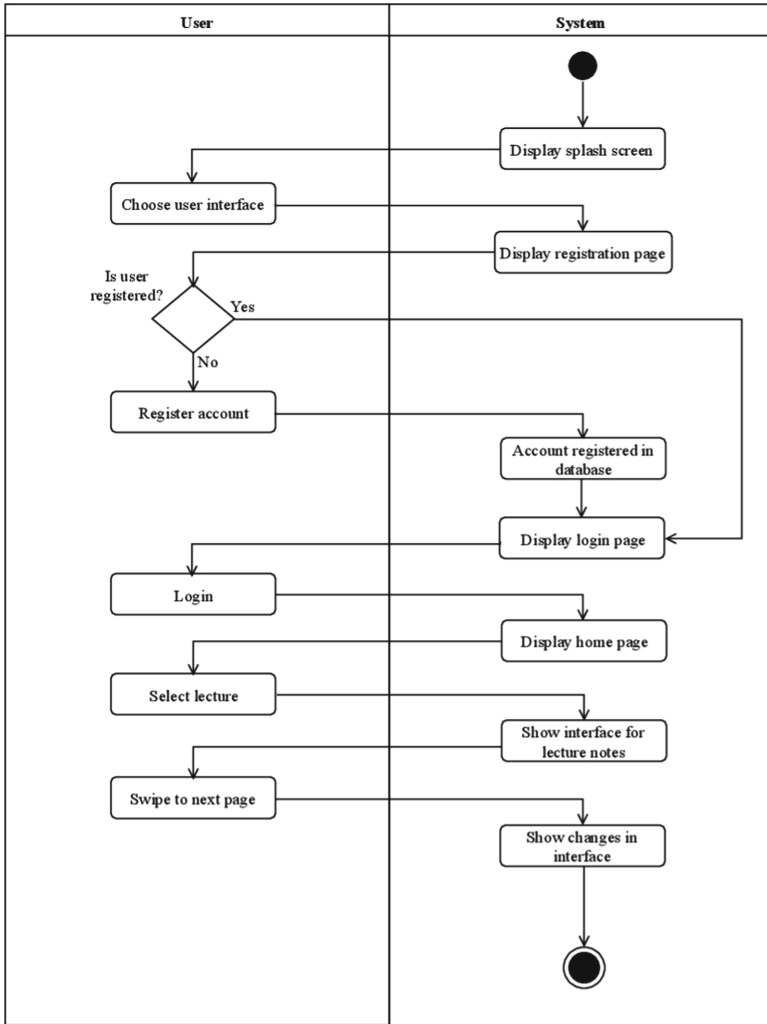 User
System
Display splash screen
Choose user interface
Display registration page
Is user
registered?
Yes
No
Register account
Account registered in
database
Display login page
Login
Display home page
Select lecture
Show interface for
lecture notes
Swipe to next page
Show changes in
interface